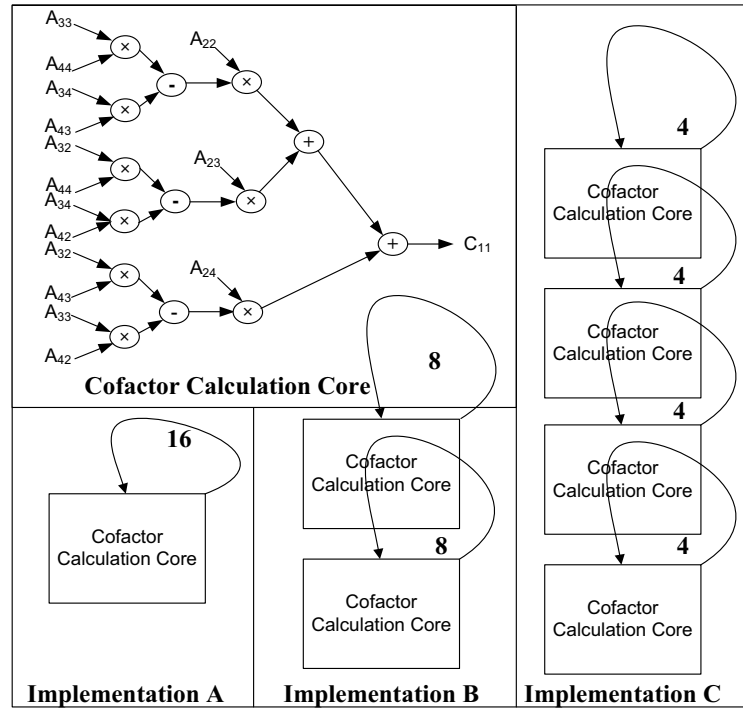 A33
A44
A34
A43
A32
A44
A34
A42
A32
A43
A33
A42
×
×
×
×
×
×
-
-
-
A22
A23
A24
×
×
×
+
+
C11
Cofactor Calculation Core
16
Cofactor
Calculation Core
Implementation A
8
Cofactor
Calculation Core
8
Cofactor
Calculation Core
Implementation B
4
Cofactor
Calculation Core
4
Cofactor
Calculation Core
4
Cofactor
Calculation Core
4
Cofactor
Calculation Core
Implementation C